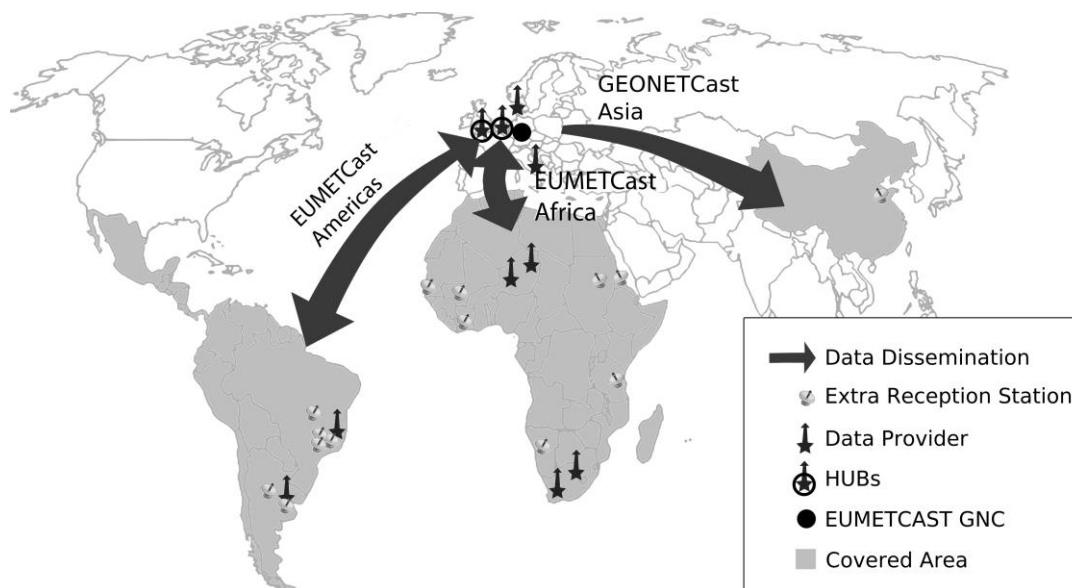 GEONETCast
Asia
EUMETCast
Americas
EUMETCast
Africa
Data Dissemination
Extra Reception Station
Data Provider
HUBs
EUMETCAST GNC
Covered Area